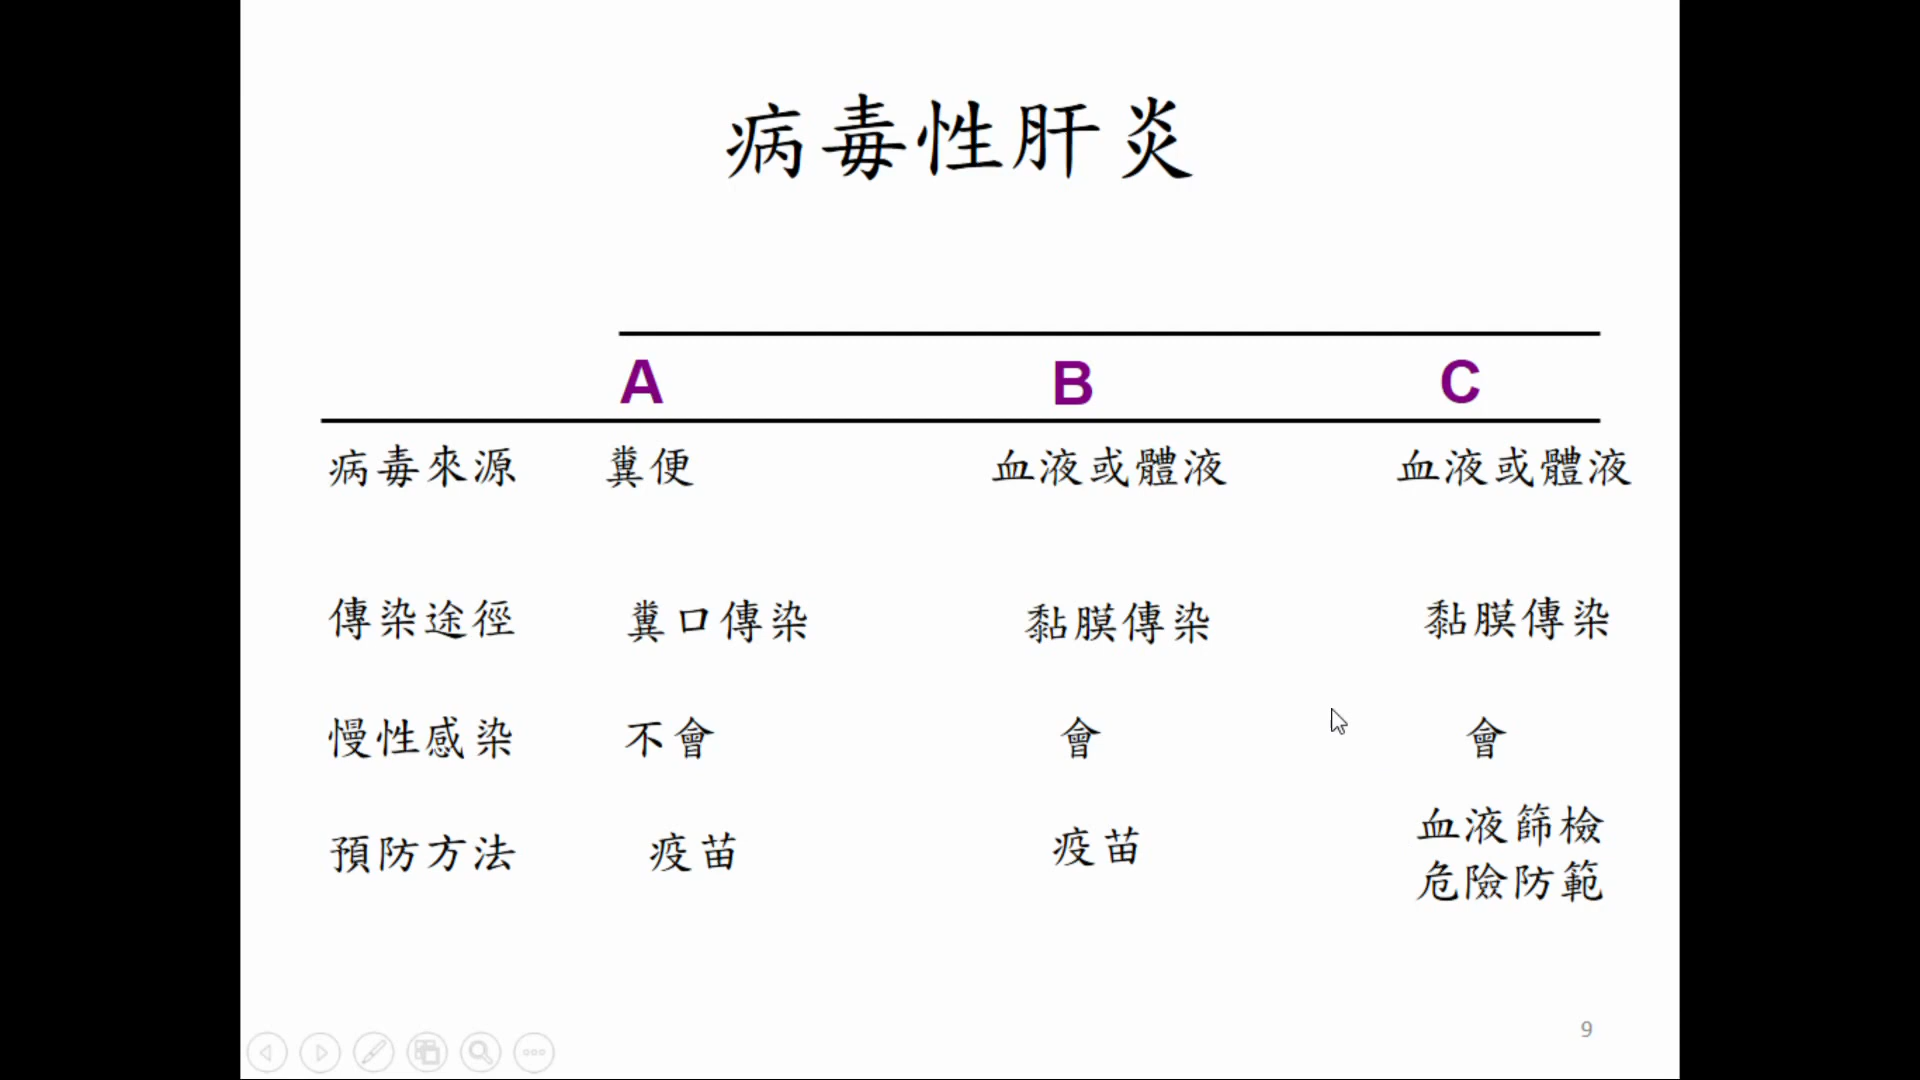 病毒性肝炎
A B C
病毒來源 糞便 血液或體液 血液或體液
傳染途徑 糞口傳染 黏膜傳染 黏膜傳染
慢性感染 不會 會 會
預防方法 疫苗 疫苗 血液篩檢
危險防範
9